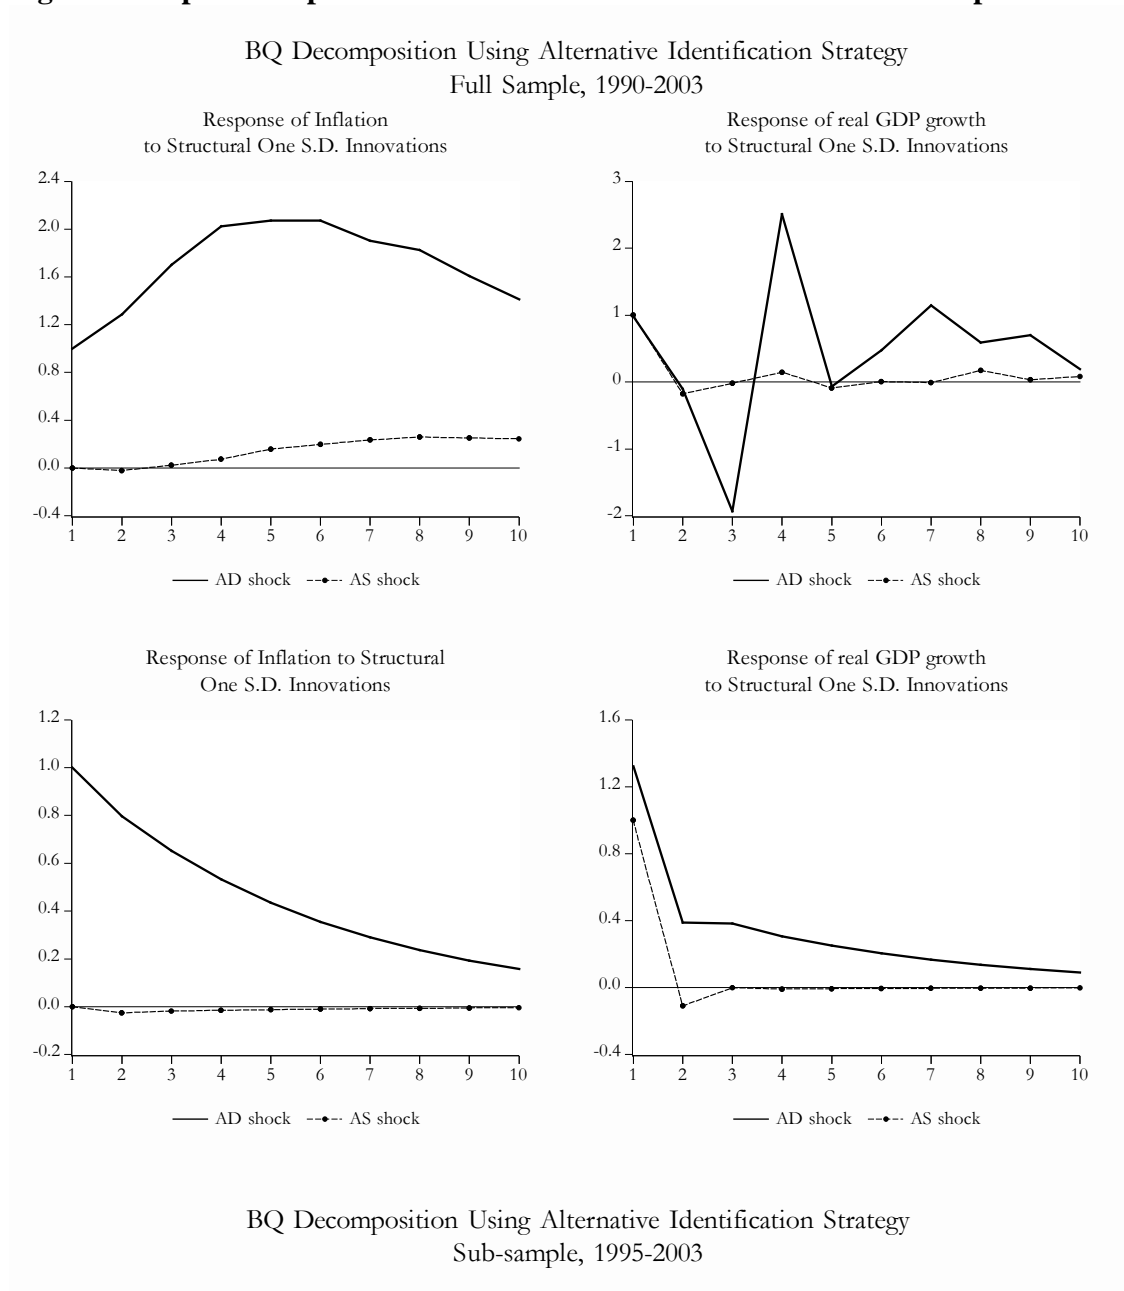 BQ Decomposition Using Alternative Identification Strategy
Full Sample, 1990-2003
Response of Inflation
to Structural One S.D. Innovations
2.4
2.0
1.6
1.2
0.8
0.4
0.0
-0.4
1 2 3 4 5 6 7 8 9 10
AD shock AS shock
Response of real GDP growth
to Structural One S.D. Innovations
3
2
1
0
-1
-2
1 2 3 4 5 6 7 8 9 10
AD shock AS shock
Response of Inflation to Structural
One S.D. Innovations
1.2
1.0
0.8
0.6
0.4
0.2
0.0
-0.2
1 2 3 4 5 6 7 8 9 10
AD shock AS shock
Response of real GDP growth
to Structural One S.D. Innovations
1.6
1.2
0.8
0.4
0.0
-0.4
1 2 3 4 5 6 7 8 9 10
AD shock AS shock
BQ Decomposition Using Alternative Identification Strategy
Sub-sample, 1995-2003